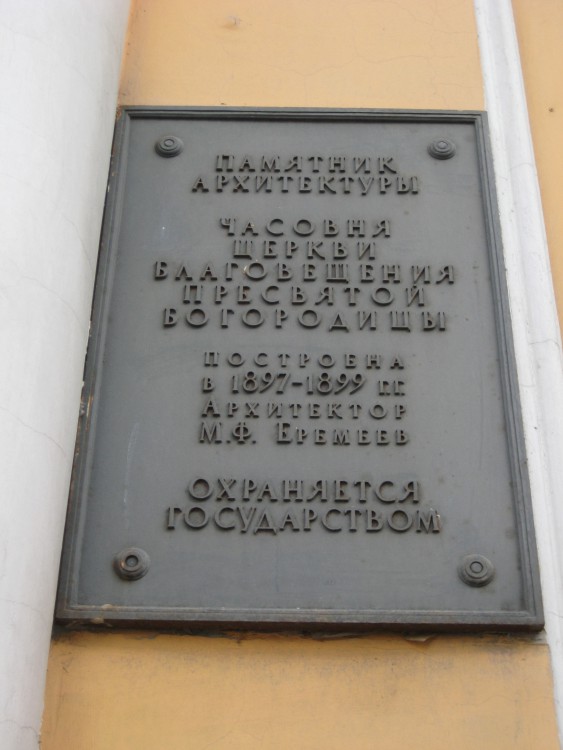 ПАМЯТНИК
АРХИТЕКТУРЫ
ЧАСОВНЯ
ЦЕРКВИ
БЛАГОВЕЩЕНИЯ
ПРЕСВЯТОЙ
БОГОРОДИЦЫ
ПОСТРОЕНА
В 1897-1899 ГГ.
АРХИТЕКТОР
М.Ф. ЕРЕМЕЕВ
ОХРАНЯЕТСЯ
ГОСУДАРСТВОМ